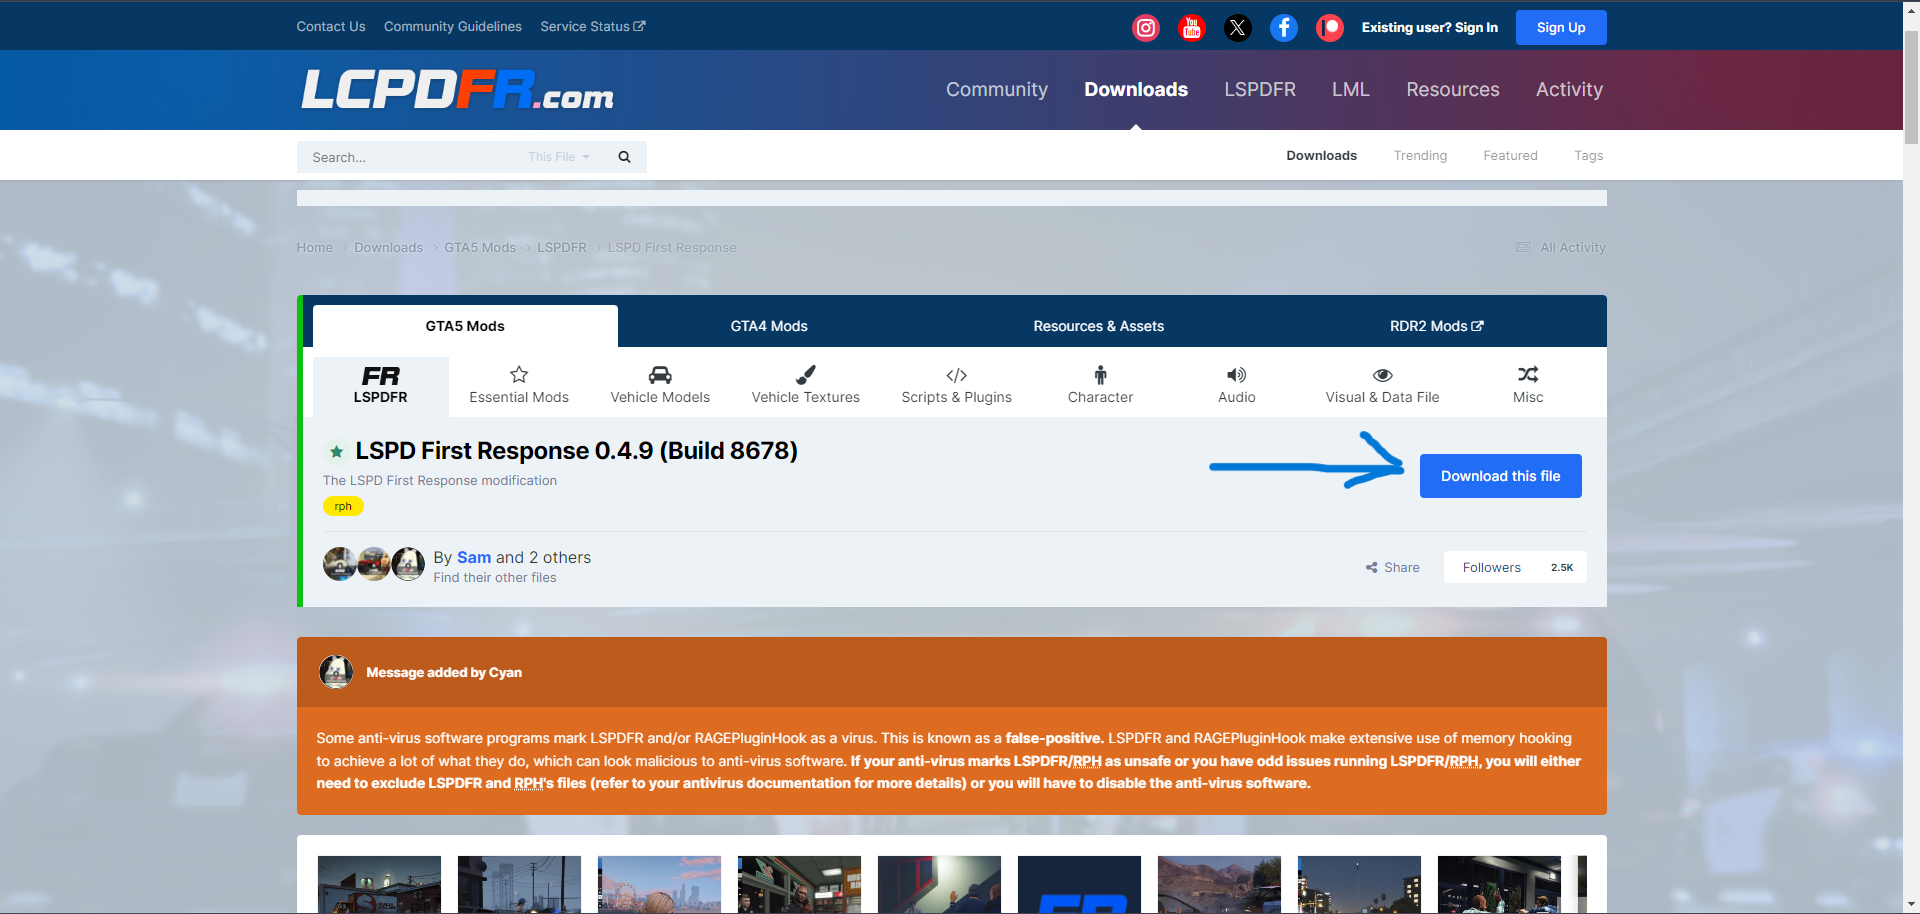 Contact Us Community Guidelines Service Status
Existing user? Sign In Sign Up
LCPDFR.com
Community Downloads LSPDFR LML Resources Activity
Search... This File
Downloads Trending Featured Tags
Home > Downloads > GTA5 Mods > LSPDFR > LSPD First Response
All Activity
GTA5 Mods GTA4 Mods Resources & Assets RDR2 Mods
FR
LSPDFR Essential Mods Vehicle Models Vehicle Textures Scripts & Plugins Character Audio Visual & Data File Misc
LSPD First Response 0.4.9 (Build 8678)
The LSPD First Response modification
rph
Download this file
By Sam and 2 others
Find their other files
Share Followers 2.5K
Message added by Cyan
Some anti-virus software programs mark LSPDFR and/or RAGEPluginHook as a virus. This is known as a false-positive. LSPDFR and RAGEPluginHook make extensive use of memory hooking
to achieve a lot of what they do, which can look malicious to anti-virus software. If your anti-virus marks LSPDFR/RPH as unsafe or you have odd issues running LSPDFR/RPH, you will either
need to exclude LSPDFR and RPH's files (refer to your antivirus documentation for more details) or you will have to disable the anti-virus software.
FR